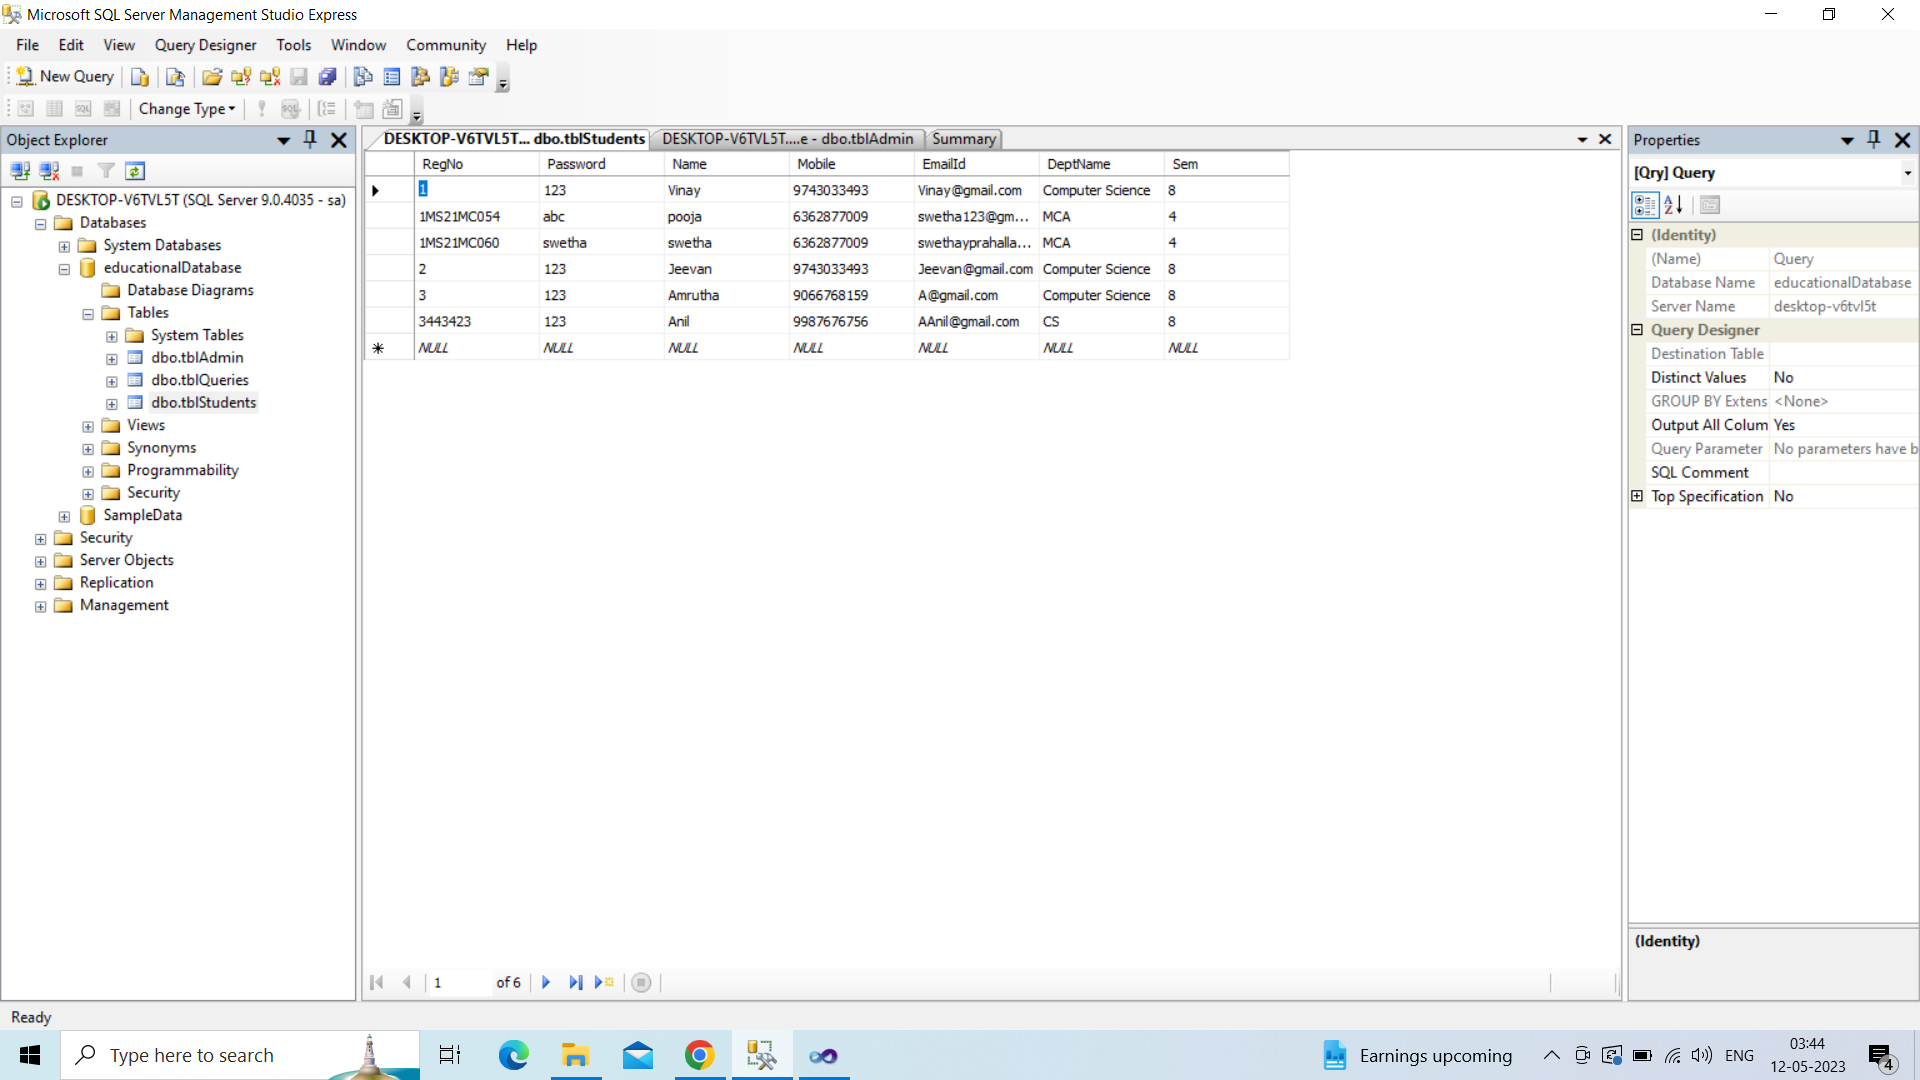 Microsoft SQL Server Management Studio Express
File Edit View Query Designer Tools Window Community Help
New Query
Change Type
Object Explorer
DESKTOP-V6TVL5T (SQL Server 9.0.4035 - sa)
Databases
System Databases
educationalDatabase
Database Diagrams
Tables
System Tables
dbo.tblAdmin
dbo.tblQueries
dbo.tblStudents
Views
Synonyms
Programmability
Security
SampleData
Security
Server Objects
Replication
Management
DESKTOP-V6TVL5T... dbo.tblStudents DESKTOP-V6TVL5T....e - dbo.tblAdmin Summary
RegNo Password Name Mobile EmailId DeptName Sem
1 123 Vinay 9743033493 Vinay@gmail.com Computer Science 8
1MS21MC054 abc pooja 6362877009 swetha123@gm... MCA 4
1MS21MC060 swetha swetha 6362877009 swethayprahalla... MCA 4
2 123 Jeevan 9743033493 Jeevan@gmail.com Computer Science 8
3 123 Amrutha 9066768159 A@gmail.com Computer Science 8
3443423 123 Anil 9987676756 AAnil@gmail.com CS 8
NULL NULL NULL NULL NULL NULL NULL
1 of 6
Properties
[Qry] Query
(Identity)
(Name) Query
Database Name educationalDatabase
Server Name desktop-v6tvl5t
Query Designer
Destination Table
Distinct Values No
GROUP BY Extens <None>
Output All Colum Yes
Query Parameter No parameters have b
SQL Comment
Top Specification No
(Identity)
Ready
Type here to search
Earnings upcoming
ENG
03:44
12-05-2023
4